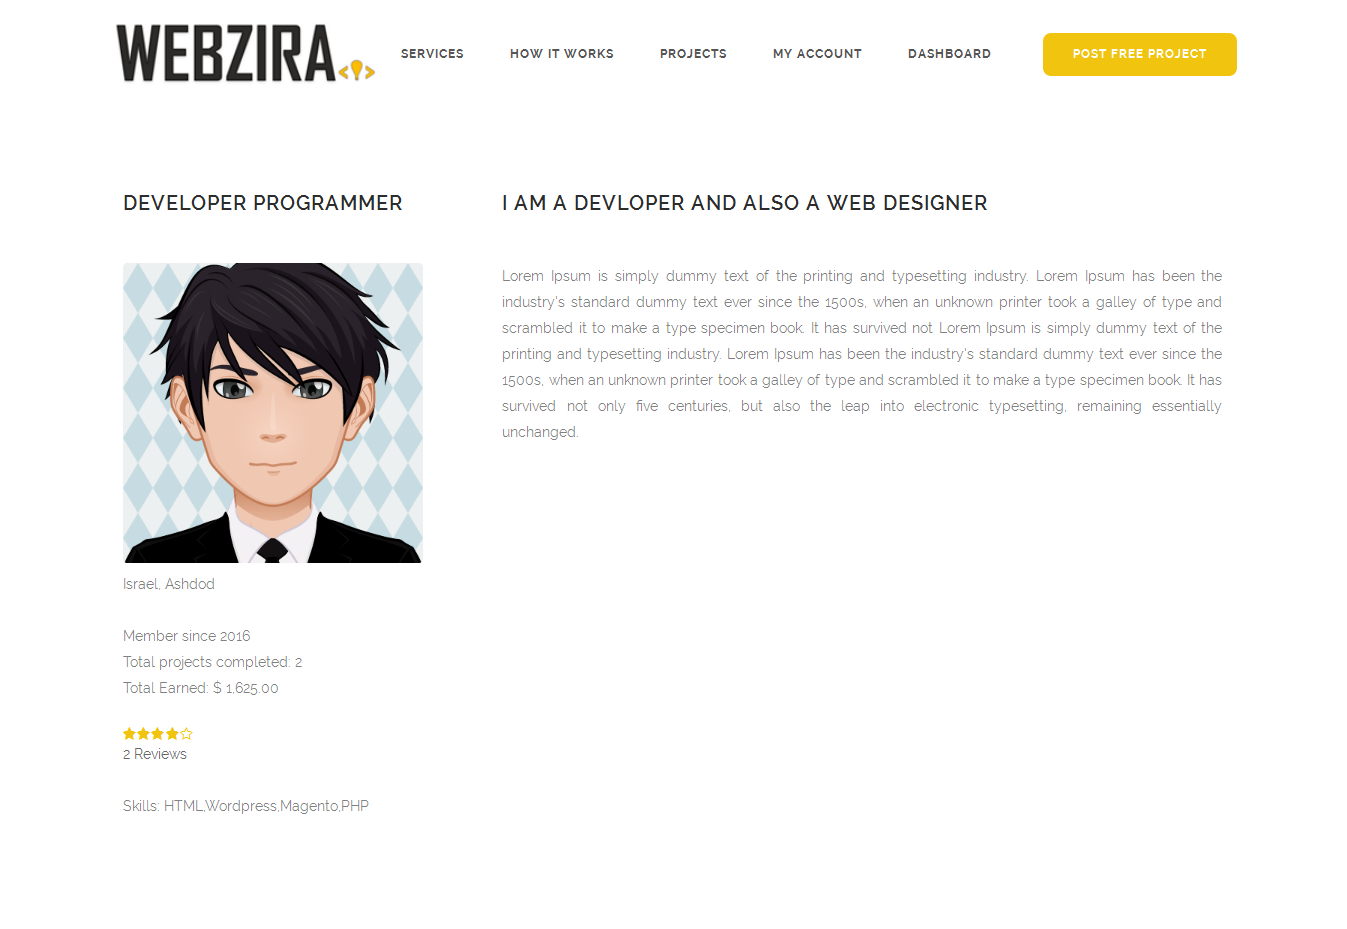 WEBZIRA
SERVICES
HOW IT WORKS
PROJECTS
MY ACCOUNT
DASHBOARD
POST FREE PROJECT
DEVELOPER PROGRAMMER
Israel, Ashdod
Member since 2016
Total projects completed: 2
Total Earned: $ 1,625.00
2 Reviews
Skills: HTML,Wordpress,Magento,PHP
I AM A DEVLOPER AND ALSO A WEB DESIGNER
Lorem Ipsum is simply dummy text of the printing and typesetting industry. Lorem Ipsum has been the
industry's standard dummy text ever since the 1500s, when an unknown printer took a galley of type and
scrambled it to make a type specimen book. It has survived not Lorem Ipsum is simply dummy text of the
printing and typesetting industry. Lorem Ipsum has been the industry's standard dummy text ever since the
1500s, when an unknown printer took a galley of type and scrambled it to make a type specimen book. It has
survived not only five centuries, but also the leap into electronic typesetting, remaining essentially
unchanged.